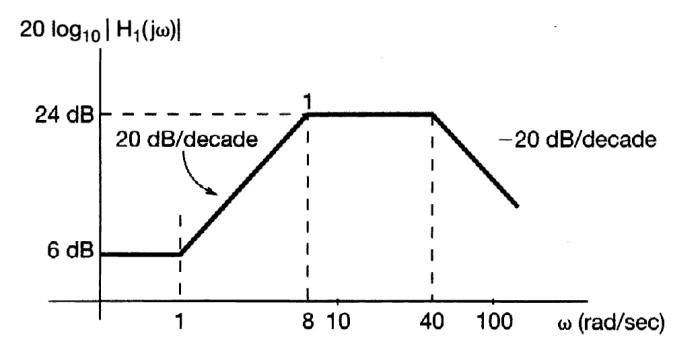 20 log₁₀ | H₁(jω)|
1
24 dB
20 dB/decade
−20 dB/decade
6 dB
1 8 10 40 100 ω (rad/sec)